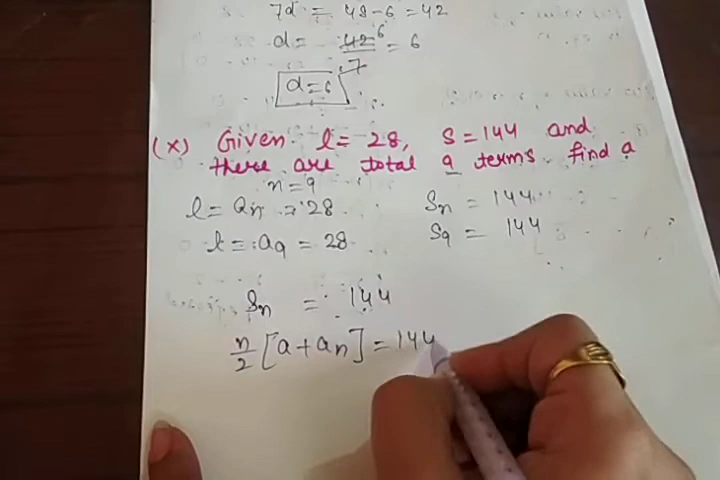 7d = 48-6 = 42
d = 42 6 = 6
7
d = 6
(x) Given. l = 28, S = 144 and
there are total 9 terms. find a
n = 9
l = an = 28
Sn = 144
l = a9 = 28
S9 = 144
Sn = 144
n/2 [a + an] = 144